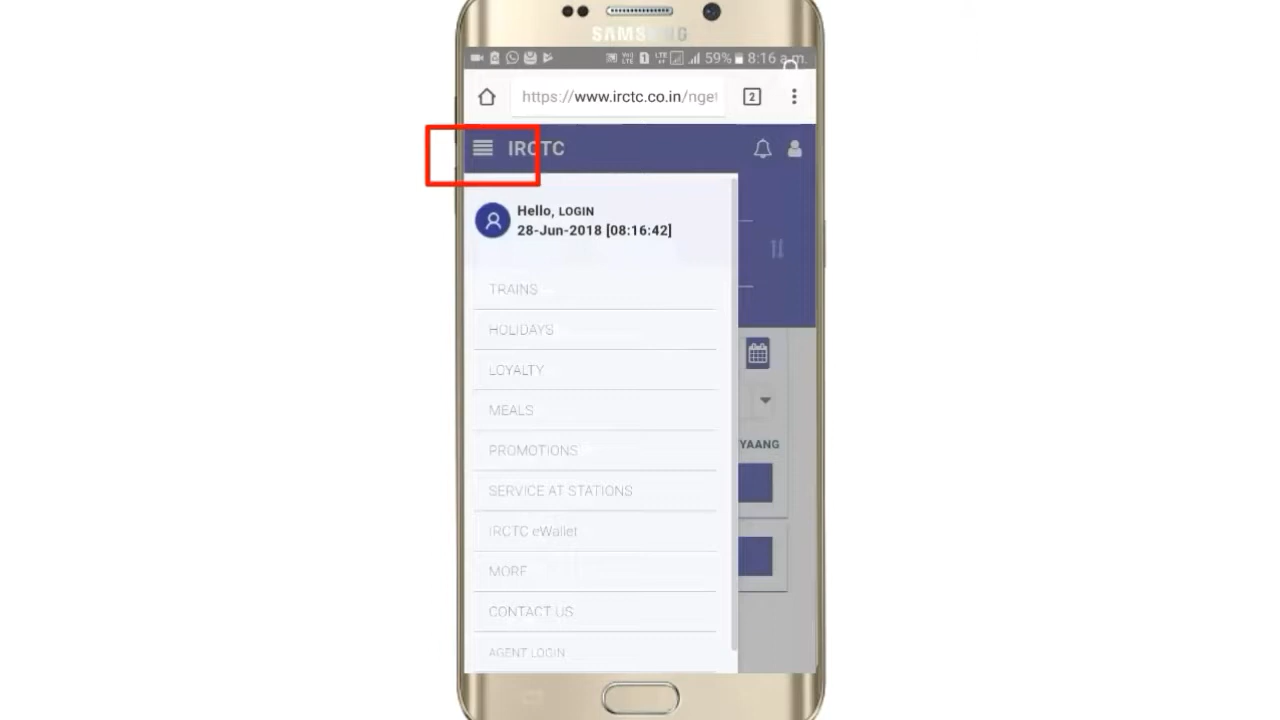 SAMSUNG
59% 8:16 a.m.
https://www.irctc.co.in/nget
2
IRCTC
Hello, LOGIN
28-Jun-2018 [08:16:42]
TRAINS
HOLIDAYS
LOYALTY
MEALS
PROMOTIONS
YAANG
SERVICE AT STATIONS
IRCTC eWallet
MORE
CONTACT US
AGENT LOGIN